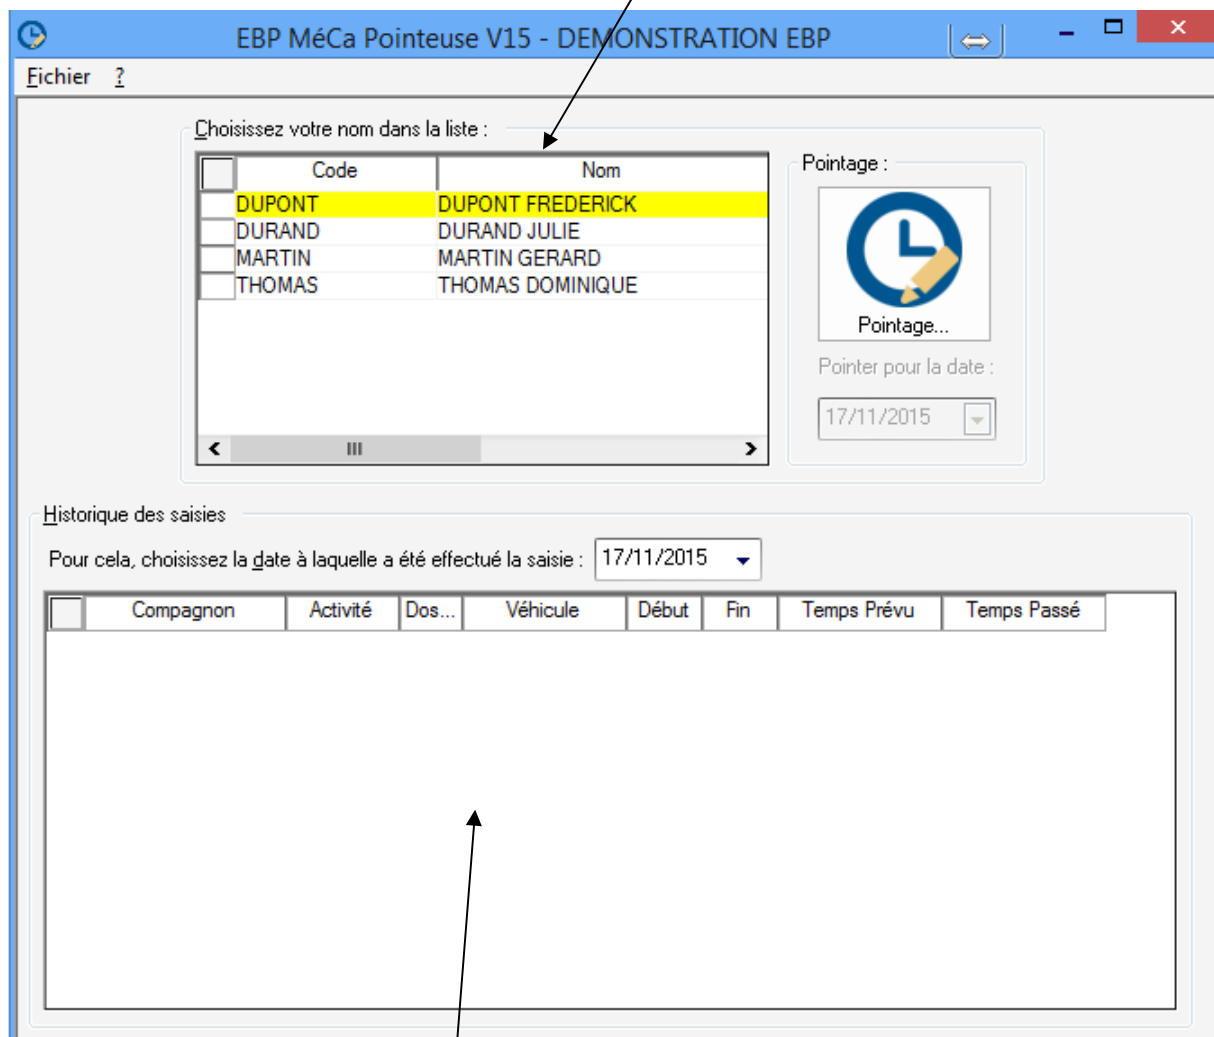 EBP MéCa Pointeuse V15 - DEMONSTRATION EBP
Fichier ?
Choisissez votre nom dans la liste :
Code Nom
DUPONT DUPONT FREDERICK
DURAND DURAND JULIE
MARTIN MARTIN GERARD
THOMAS THOMAS DOMINIQUE
Pointage :
Pointage...
Pointer pour la date :
17/11/2015
Historique des saisies
Pour cela, choisissez la date à laquelle a été effectué la saisie : 17/11/2015
Compagnon Activité Dos... Véhicule Début Fin Temps Prévu Temps Passé